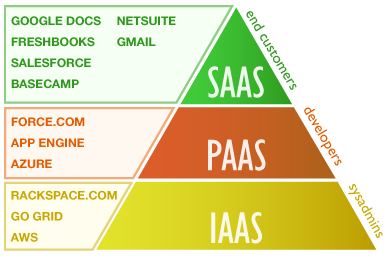 GOOGLE DOCS NETSUITE
FRESHBOOKS GMAIL
SALESFORCE
BASECAMP
SAAS
end customers
FORCE.COM
APP ENGINE
AZURE
PAAS
developers
RACKSPACE.COM
GO GRID
AWS
IAAS
sysadmins